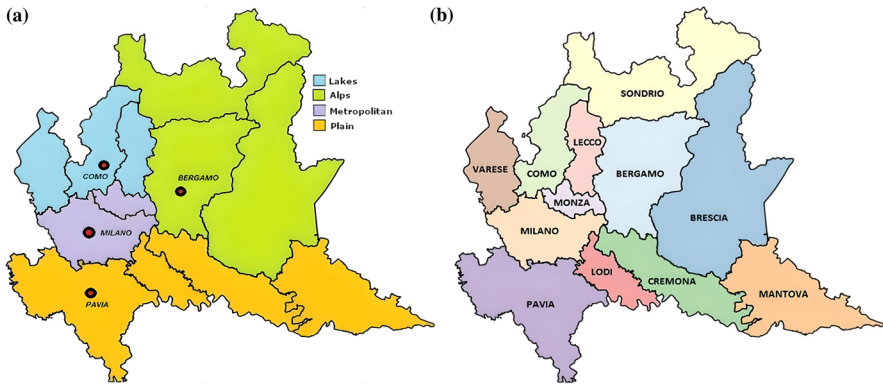 (a)
Lakes
Alps
Metropolitan
Plain
COMO
BERGAMO
MILANO
PAVIA
(b)
SONDRIO
LECCO
VARESE
COMO
BERGAMO
MONZA
BRESCIA
MILANO
LODI
CREMONA
PAVIA
MANTOVA